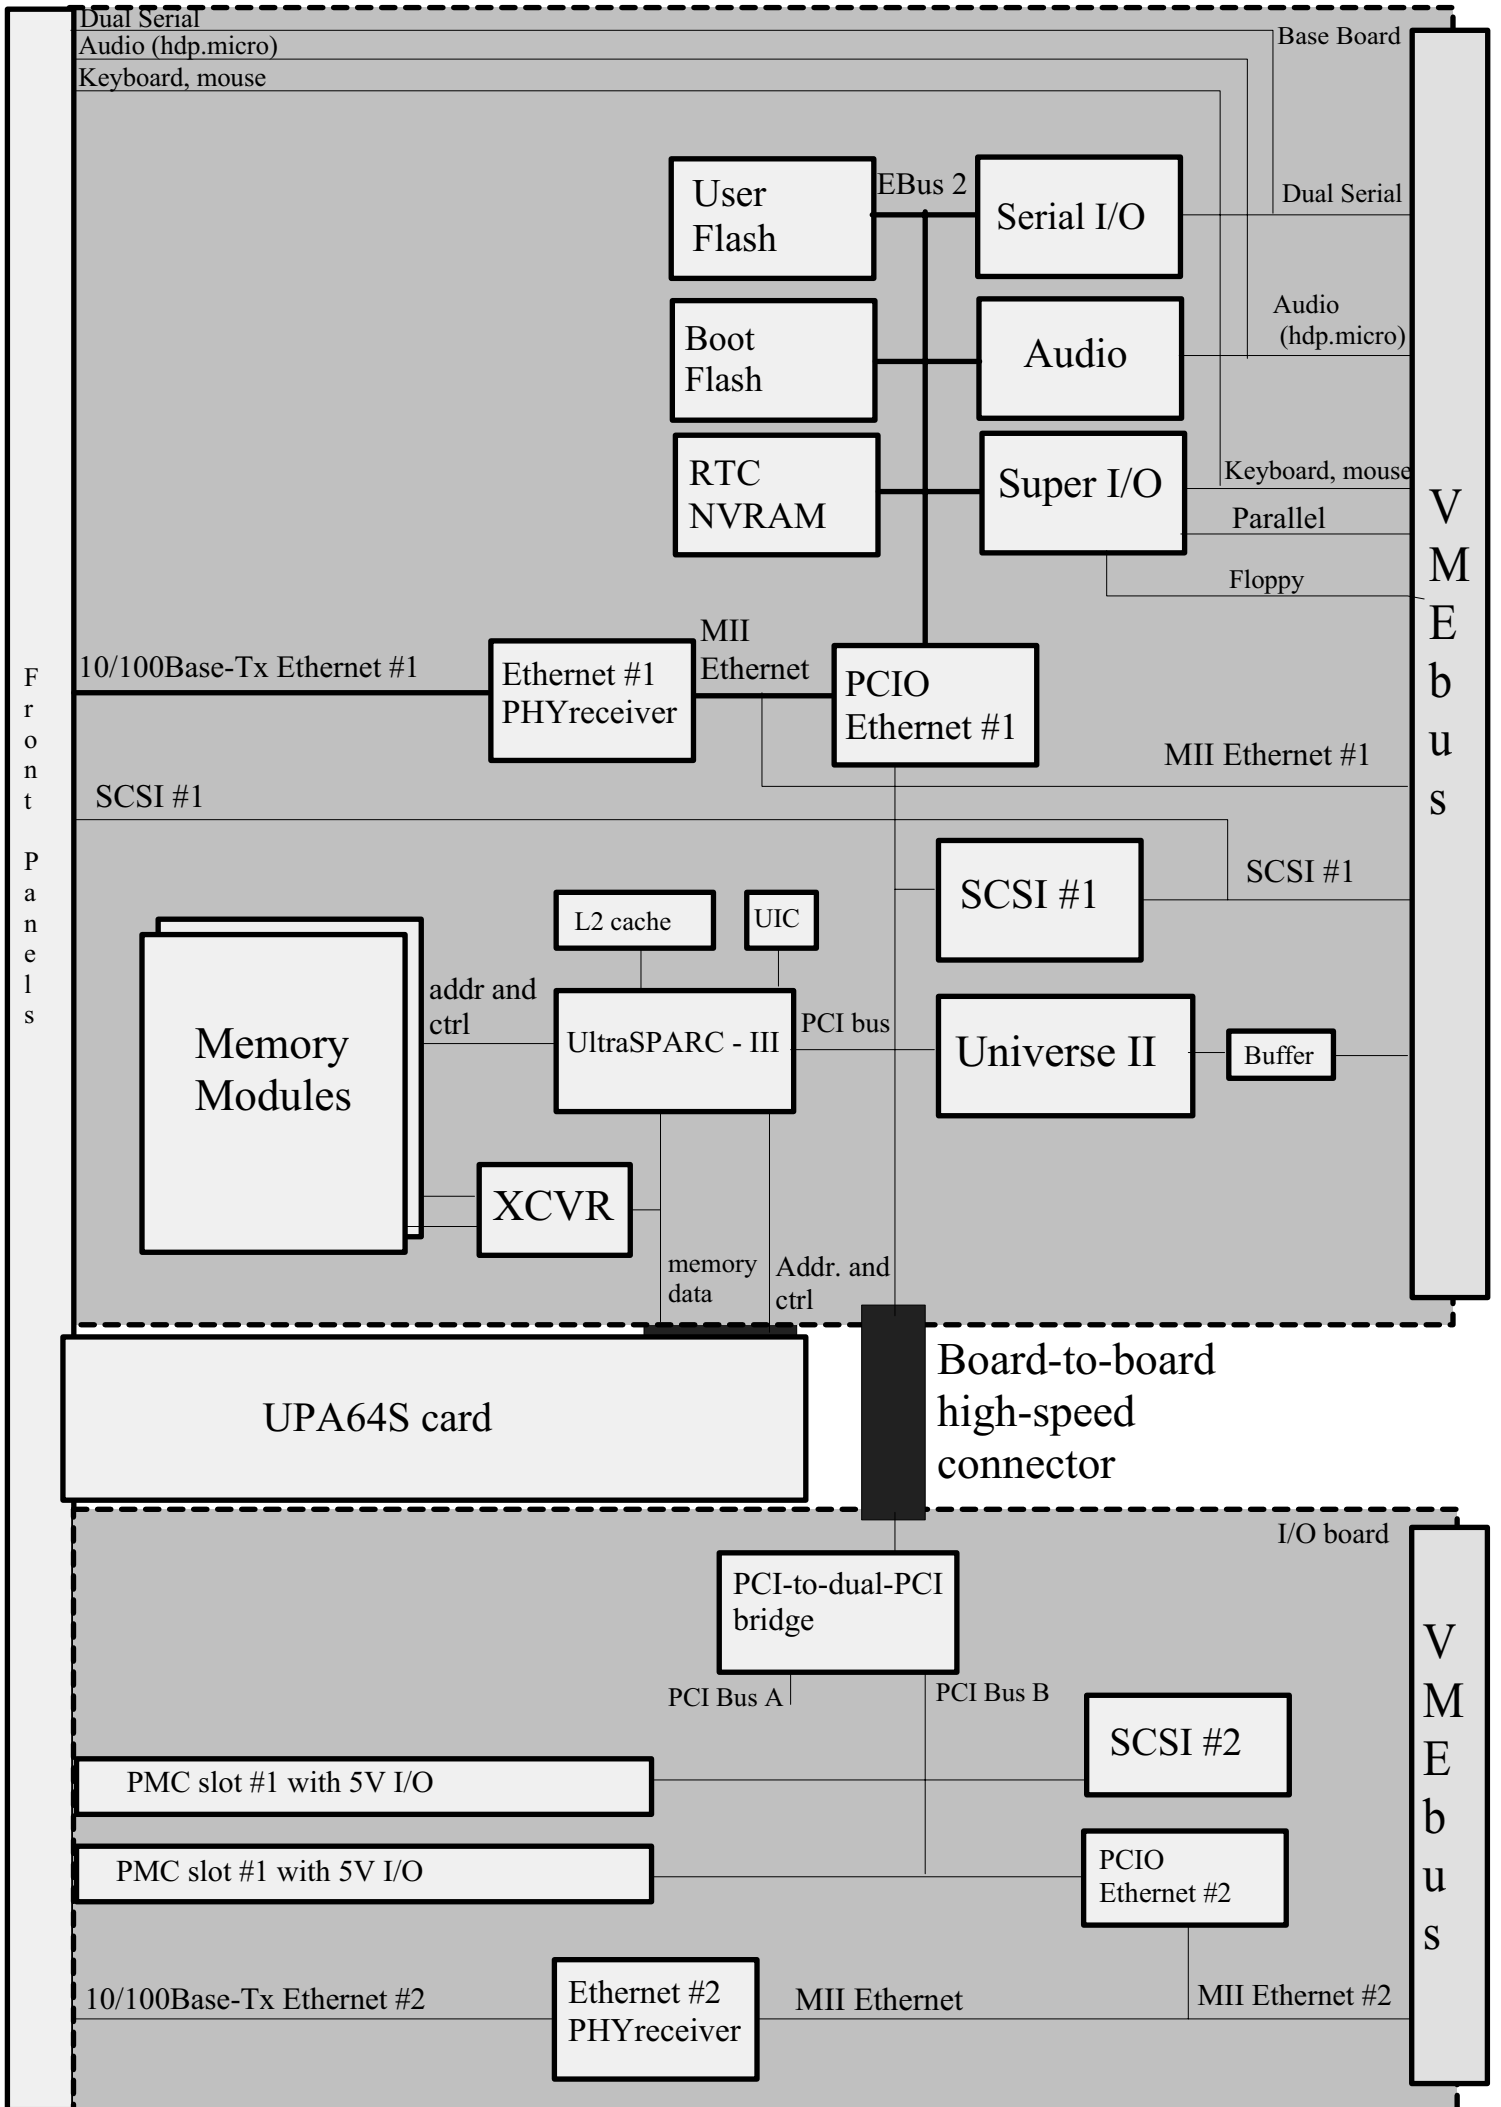 Dual Serial
Audio (hdp.micro)
Keyboard, mouse
Base Board
User
Flash
EBus 2
Serial I/O
Dual Serial
Boot
Flash
Audio
Audio
(hdp.micro)
RTC
NVRAM
Super I/O
Keyboard, mouse
Parallel
Floppy
VMEbus
Front Panels
10/100Base-Tx Ethernet #1
Ethernet #1
PHYreceiver
MII
Ethernet
PCIO
Ethernet #1
MII Ethernet #1
SCSI #1
SCSI #1
SCSI #1
L2 cache
UIC
Memory
Modules
addr and
ctrl
UltraSPARC - III
PCI bus
Universe II
Buffer
XCVR
memory
data
Addr. and
ctrl
UPA64S card
Board-to-board
high-speed
connector
I/O board
PCI-to-dual-PCI
bridge
PCI Bus A
PCI Bus B
SCSI #2
PMC slot #1 with 5V I/O
PMC slot #1 with 5V I/O
PCIO
Ethernet #2
VMEbus
10/100Base-Tx Ethernet #2
Ethernet #2
PHYreceiver
MII Ethernet
MII Ethernet #2